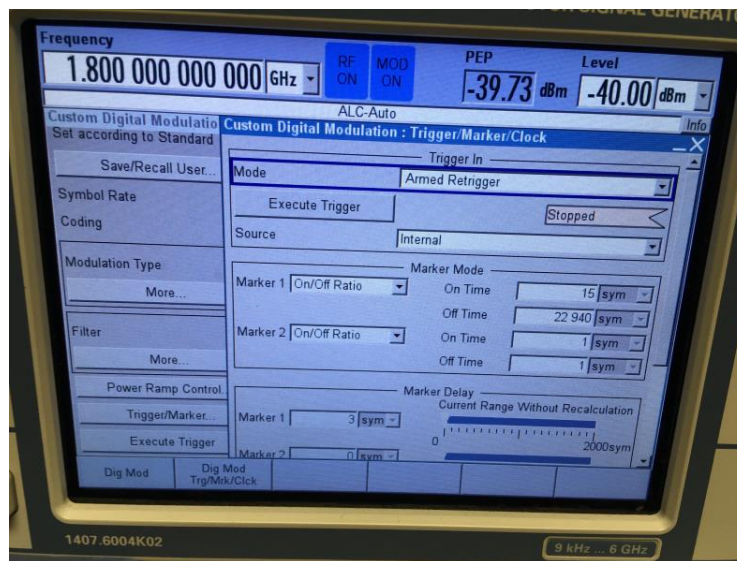 SIGNAL GENERAT
Frequency
1.800 000 000 000 GHz
RF ON
MOD ON
PEP
-39.73 dBm
Level
-40.00 dBm
ALC-Auto
Info
Custom Digital Modulatio
Set according to Standard
Save/Recall User...
Symbol Rate
Coding
Modulation Type
More...
Filter
More...
Power Ramp Control
Trigger/Marker...
Execute Trigger
Custom Digital Modulation : Trigger/Marker/Clock
Trigger In
Mode Armed Retrigger
Execute Trigger Stopped
Source Internal
Marker Mode
Marker 1 On/Off Ratio On Time 15 sym
Off Time 22 940 sym
Marker 2 On/Off Ratio On Time 1 sym
Off Time 1 sym
Marker Delay
Current Range Without Recalculation
Marker 1 3 sym
0 2000sym
Marker 2 0 sym
Dig Mod
Dig Mod
Trg/Mrk/Clck
1407.6004K02
9 kHz ... 6 GHz